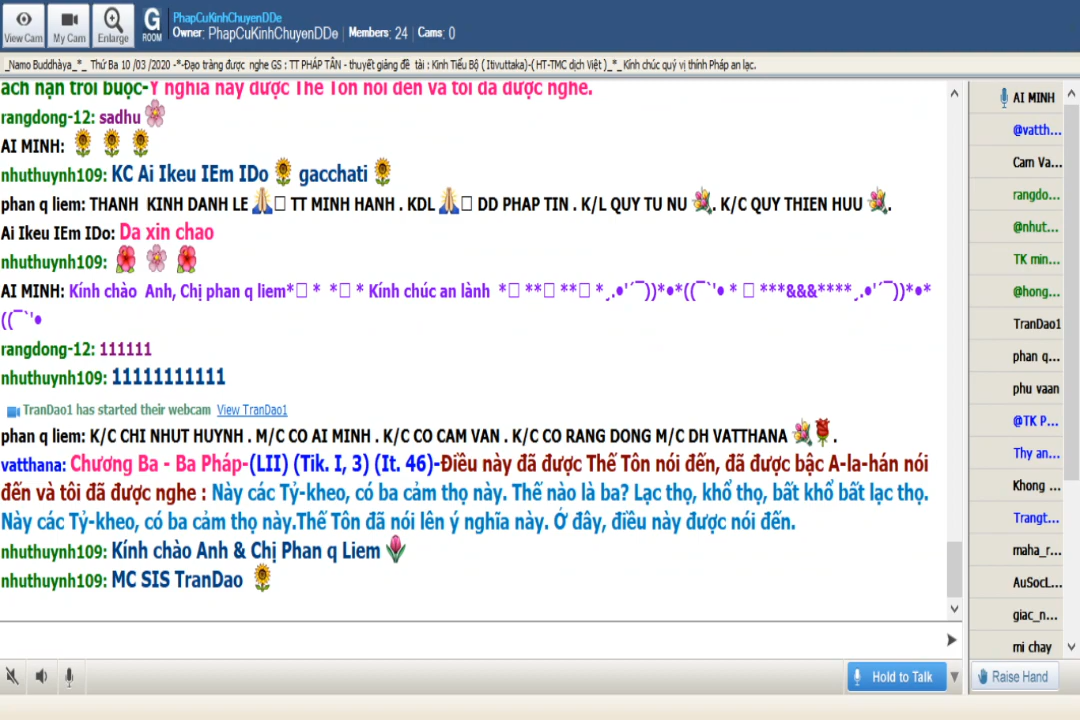 PhapCuKinhChuyenDDe
Owner: PhapCuKinhChuyenDDe Members: 24 Cams: 0
View Cam My Cam Enlarge G ROOM
_Namo Buddhàya_*_ Thứ Ba 10 /03 /2020 -*-Đạo tràng được nghe GS : TT PHÁP TÂN - thuyết giảng đề tài : Kinh Tiểu Bộ ( Itivuttaka)-( HT-TMC dịch Việt )_*_Kính chúc quý vị thính Pháp an lạc.
ách nạn trói buộc-Ý nghĩa này được Thế Tôn nói đến và tôi đã được nghe.
rangdong-12: sadhu
AI MINH:
nhuthuynh109: KC Ai Ikeu IEm IDo gacchati
phan q liem: THANH KINH DANH LE TT MINH HANH . KDL DD PHAP TIN . K/L QUY TU NU . K/C QUY THIEN HUU .
Ai Ikeu IEm IDo: Da xin chao
nhuthuynh109:
AI MINH: Kính chào Anh, Chị phan q liem*□ * *□ * Kính chúc an lành *□ **□ **□ *¸.•'´¯))*•*((¯`'• * □ ***&&&****¸.•'´¯))*•*
((¯`'•
rangdong-12: 111111
nhuthuynh109: 11111111111
TranDao1 has started their webcam View TranDao1
phan q liem: K/C CHI NHUT HUYNH . M/C CO AI MINH . K/C CO CAM VAN . K/C CO RANG DONG M/C DH VATTHANA .
vatthana: Chương Ba - Ba Pháp-(LII) (Tik. I, 3) (It. 46)-Điều này đã được Thế Tôn nói đến, đã được bậc A-la-hán nói
đến và tôi đã được nghe : Này các Tỷ-kheo, có ba cảm thọ này. Thế nào là ba? Lạc thọ, khổ thọ, bất khổ bất lạc thọ.
Này các Tỷ-kheo, có ba cảm thọ này.Thế Tôn đã nói lên ý nghĩa này. Ở đây, điều này được nói đến.
nhuthuynh109: Kính chào Anh & Chị Phan q Liem
nhuthuynh109: MC SIS TranDao
AI MINH
@vatth...
Cam Va...
rangdo...
@nhut...
TK min...
@hong...
TranDao1
phan q...
phu vaan
@TK P...
Thy an...
Khong ...
Trangt...
maha_r...
AuSocL...
giac_n...
mi chay
Hold to Talk
Raise Hand